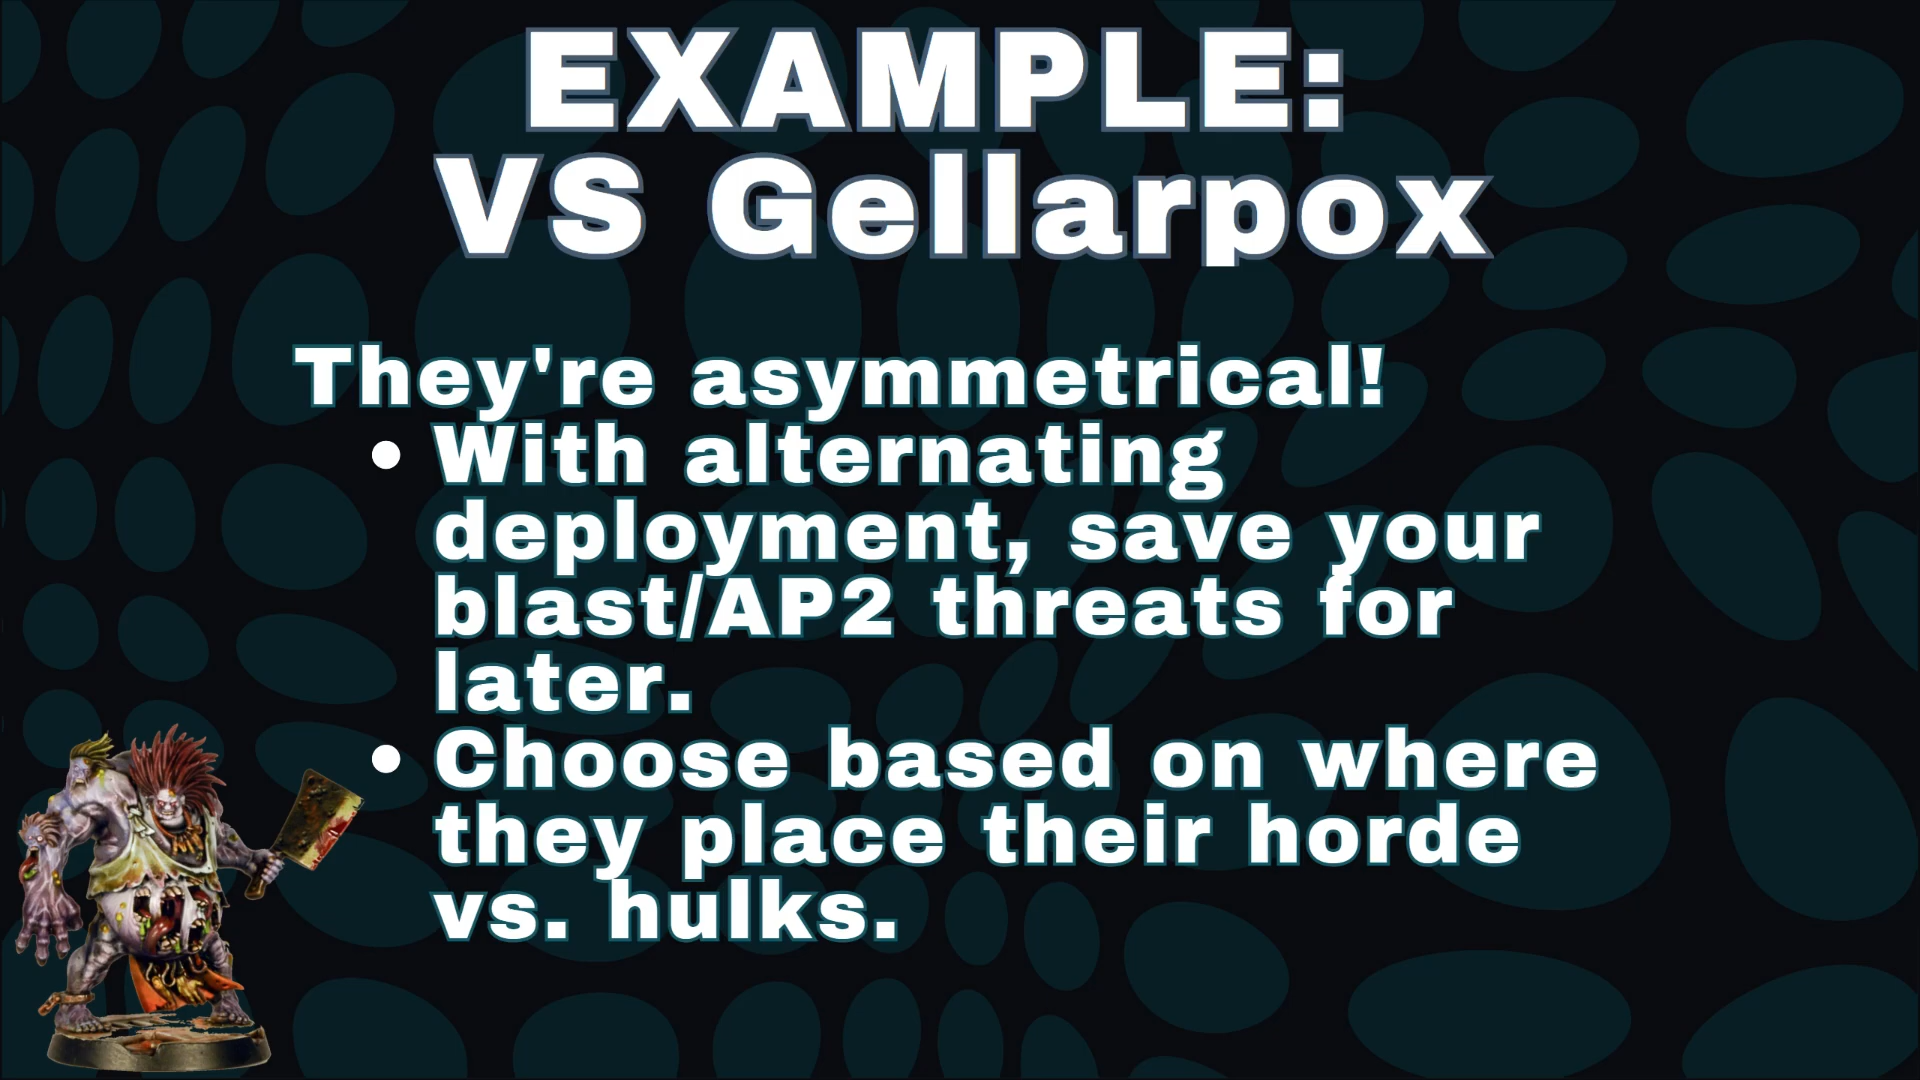 EXAMPLE:
VS Gellarpox
They're asymmetrical!
• With alternating
deployment, save your
blast/AP2 threats for
later.
• Choose based on where
they place their horde
vs. hulks.